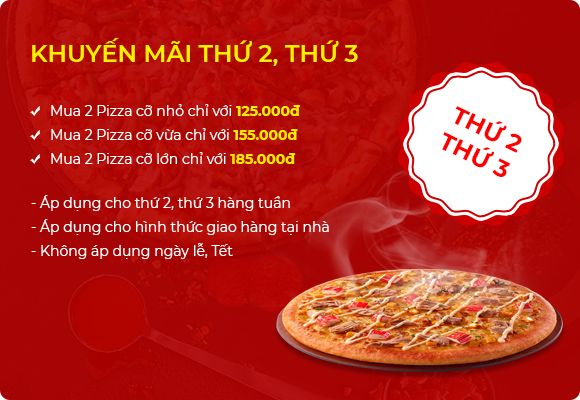 KHUYẾN MÃI THỨ 2, THỨ 3
Mua 2 Pizza cỡ nhỏ chỉ với 125.000đ
Mua 2 Pizza cỡ vừa chỉ với 155.000đ
Mua 2 Pizza cỡ lớn chỉ với 185.000đ
- Áp dụng cho thứ 2, thứ 3 hàng tuần
- Áp dụng cho hình thức giao hàng tại nhà
- Không áp dụng ngày lễ, Tết
THỨ 2
THỨ 3